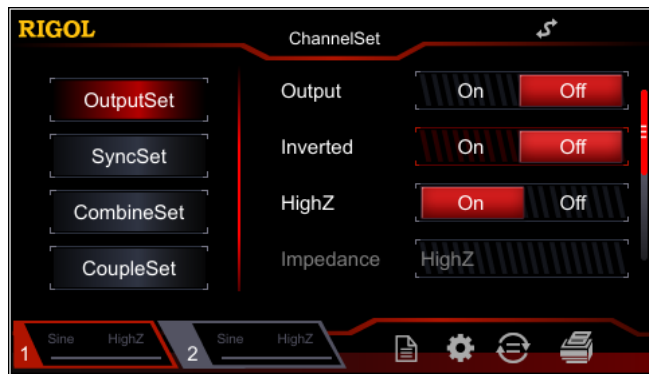 RIGOL
ChannelSet
OutputSet
SyncSet
CombineSet
CoupleSet
Output On Off
Inverted On Off
HighZ On Off
Impedance HighZ
1 Sine HighZ
2 Sine HighZ